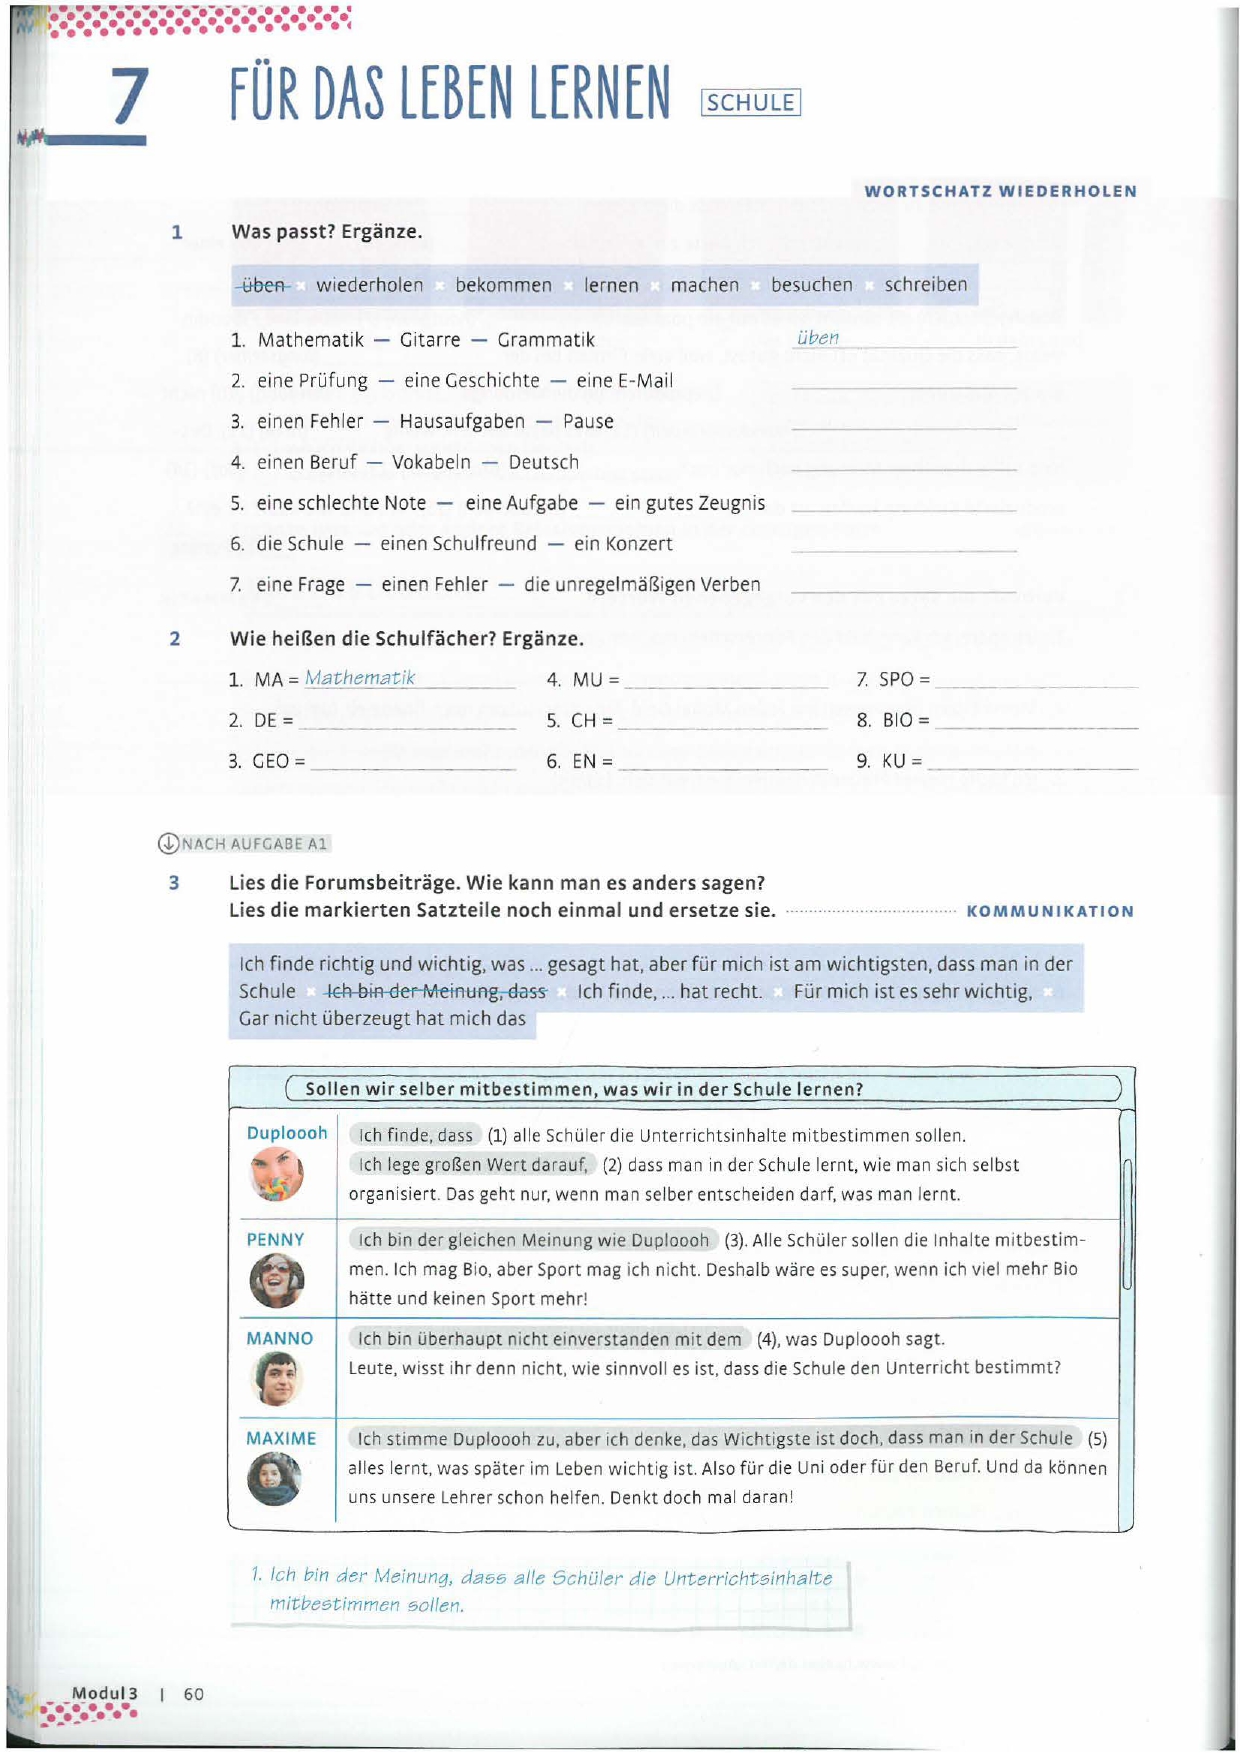 7 FÜR DAS LEBEN LERNEN SCHULE
WORTSCHATZ WIEDERHOLEN
1 Was passt? Ergänze.
üben × wiederholen × bekommen × lernen × machen × besuchen × schreiben
1. Mathematik — Gitarre — Grammatik üben
2. eine Prüfung — eine Geschichte — eine E-Mail
3. einen Fehler — Hausaufgaben — Pause
4. einen Beruf — Vokabeln — Deutsch
5. eine schlechte Note — eine Aufgabe — ein gutes Zeugnis
6. die Schule — einen Schulfreund — ein Konzert
7. eine Frage — einen Fehler — die unregelmäßigen Verben
2 Wie heißen die Schulfächer? Ergänze.
1. MA = Mathematik 4. MU = 7. SPO =
2. DE = 5. CH = 8. BIO =
3. GEO = 6. EN = 9. KU =
NACH AUFGABE A1
3 Lies die Forumsbeiträge. Wie kann man es anders sagen?
Lies die markierten Satzteile noch einmal und ersetze sie. KOMMUNIKATION
Ich finde richtig und wichtig, was ... gesagt hat, aber für mich ist am wichtigsten, dass man in der
Schule × Ich bin der Meinung, dass × Ich finde, ... hat recht. × Für mich ist es sehr wichtig, ×
Gar nicht überzeugt hat mich das
Sollen wir selber mitbestimmen, was wir in der Schule lernen?
Duploooh Ich finde, dass (1) alle Schüler die Unterrichtsinhalte mitbestimmen sollen.
Ich lege großen Wert darauf, (2) dass man in der Schule lernt, wie man sich selbst
organisiert. Das geht nur, wenn man selber entscheiden darf, was man lernt.
PENNY Ich bin der gleichen Meinung wie Duploooh (3). Alle Schüler sollen die Inhalte mitbestim-
men. Ich mag Bio, aber Sport mag ich nicht. Deshalb wäre es super, wenn ich viel mehr Bio
hätte und keinen Sport mehr!
MANNO Ich bin überhaupt nicht einverstanden mit dem (4), was Duploooh sagt.
Leute, wisst ihr denn nicht, wie sinnvoll es ist, dass die Schule den Unterricht bestimmt?
MAXIME Ich stimme Duploooh zu, aber ich denke, das Wichtigste ist doch, dass man in der Schule (5)
alles lernt, was später im Leben wichtig ist. Also für die Uni oder für den Beruf. Und da können
uns unsere Lehrer schon helfen. Denkt doch mal daran!
1. Ich bin der Meinung, dass alle Schüler die Unterrichtsinhalte
mitbestimmen sollen.
Modul 3 | 60